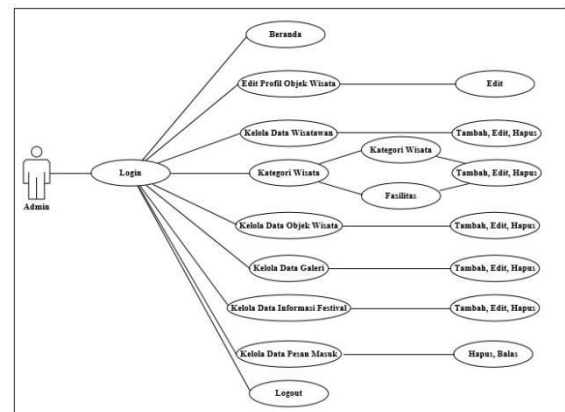 Beranda
Edit Profil Objek Wisata
Edit
Kelola Data Wisatawan
Tambah, Edit, Hapus
Kategori Wisata
Login
Kategori Wisata
Tambah, Edit, Hapus
Admin
Fasilitas
Kelola Data Objek Wisata
Tambah, Edit, Hapus
Kelola Data Galeri
Tambah, Edit, Hapus
Kelola Data Informasi Festival
Tambah, Edit, Hapus
Kelola Data Pesan Masuk
Hapus, Balas
Logout